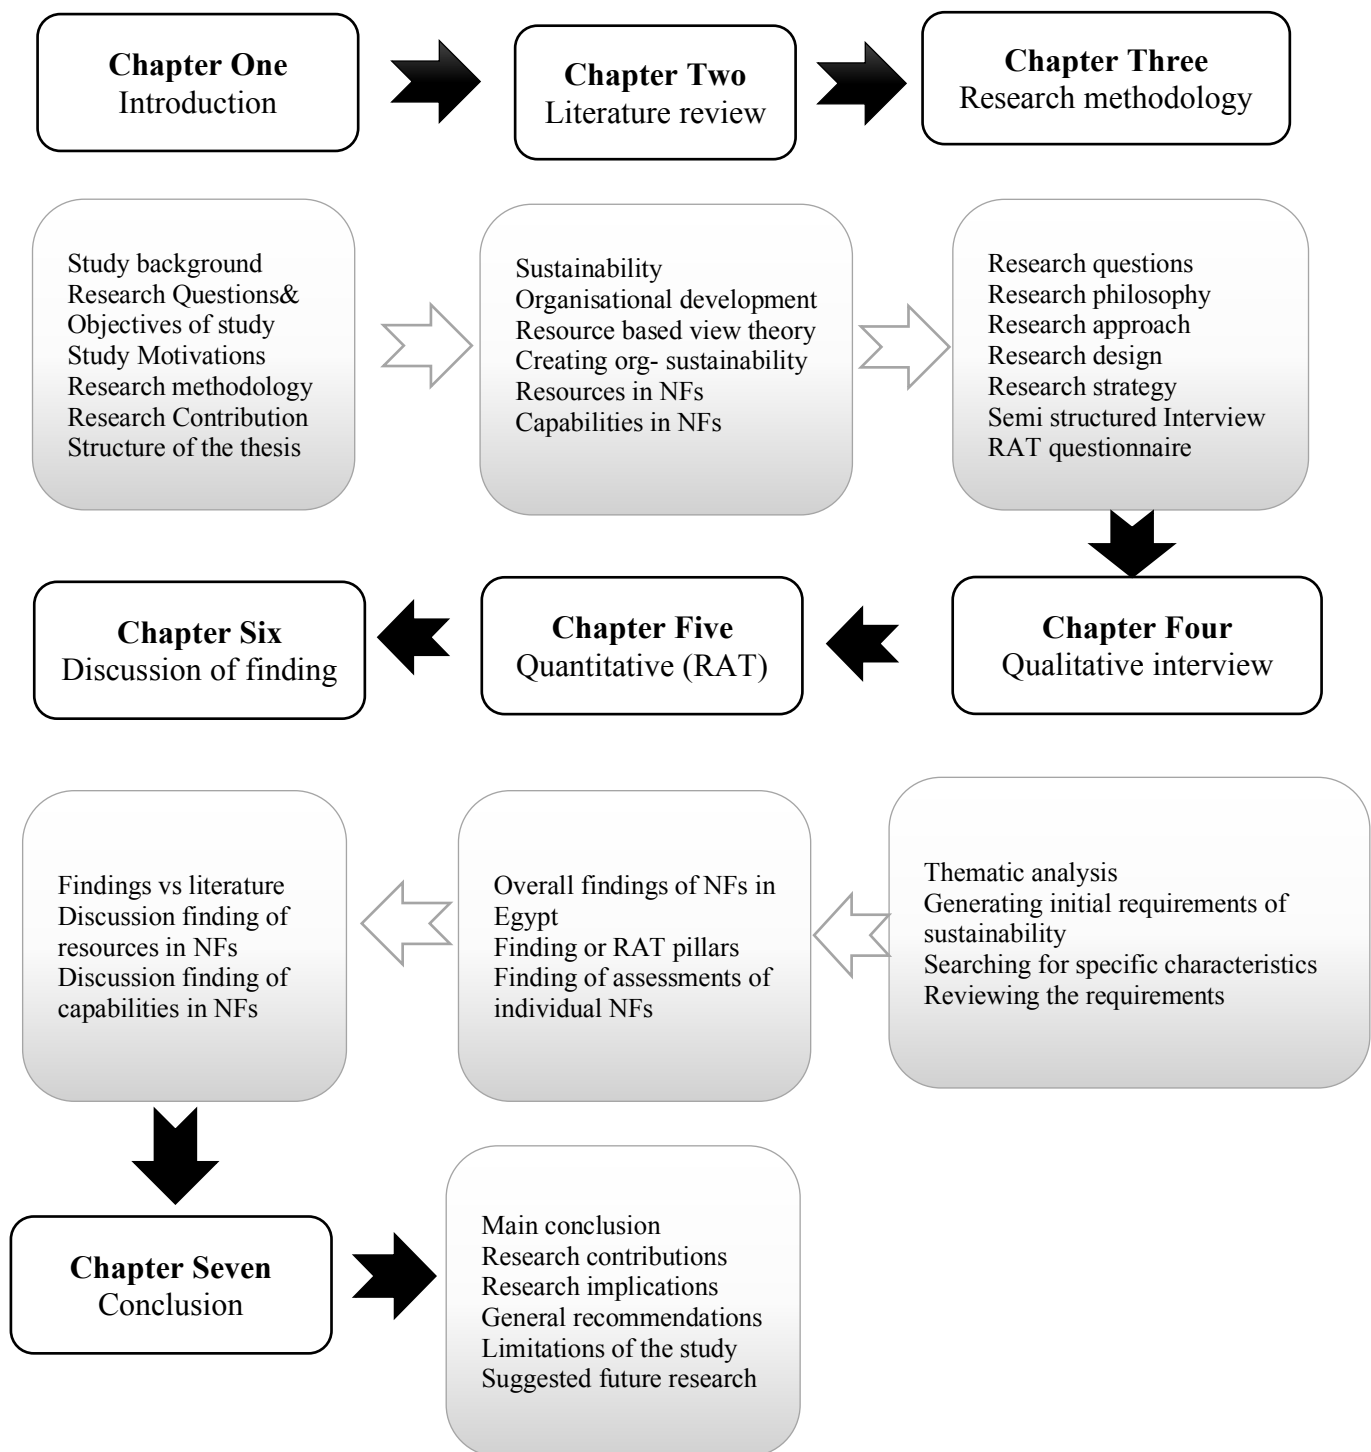 Chapter One
Introduction
Chapter Two
Literature review
Chapter Three
Research methodology
Study background
Research Questions&
Objectives of study
Study Motivations
Research methodology
Research Contribution
Structure of the thesis
Sustainability
Organisational development
Resource based view theory
Creating org- sustainability
Resources in NFs
Capabilities in NFs
Research questions
Research philosophy
Research approach
Research design
Research strategy
Semi structured Interview
RAT questionnaire
Chapter Four
Qualitative interview
Chapter Five
Quantitative (RAT)
Chapter Six
Discussion of finding
Thematic analysis
Generating initial requirements of
sustainability
Searching for specific characteristics
Reviewing the requirements
Overall findings of NFs in
Egypt
Finding or RAT pillars
Finding of assessments of
individual NFs
Findings vs literature
Discussion finding of
resources in NFs
Discussion finding of
capabilities in NFs
Chapter Seven
Conclusion
Main conclusion
Research contributions
Research implications
General recommendations
Limitations of the study
Suggested future research